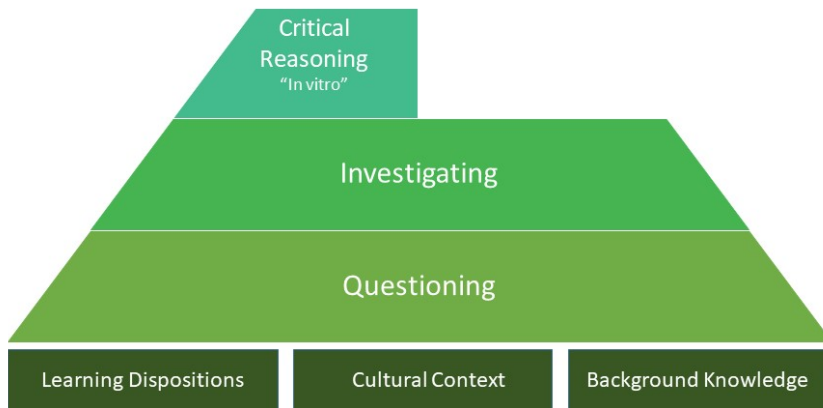 Critical
Reasoning
“In vitro”
Investigating
Questioning
Learning Dispositions
Cultural Context
Background Knowledge